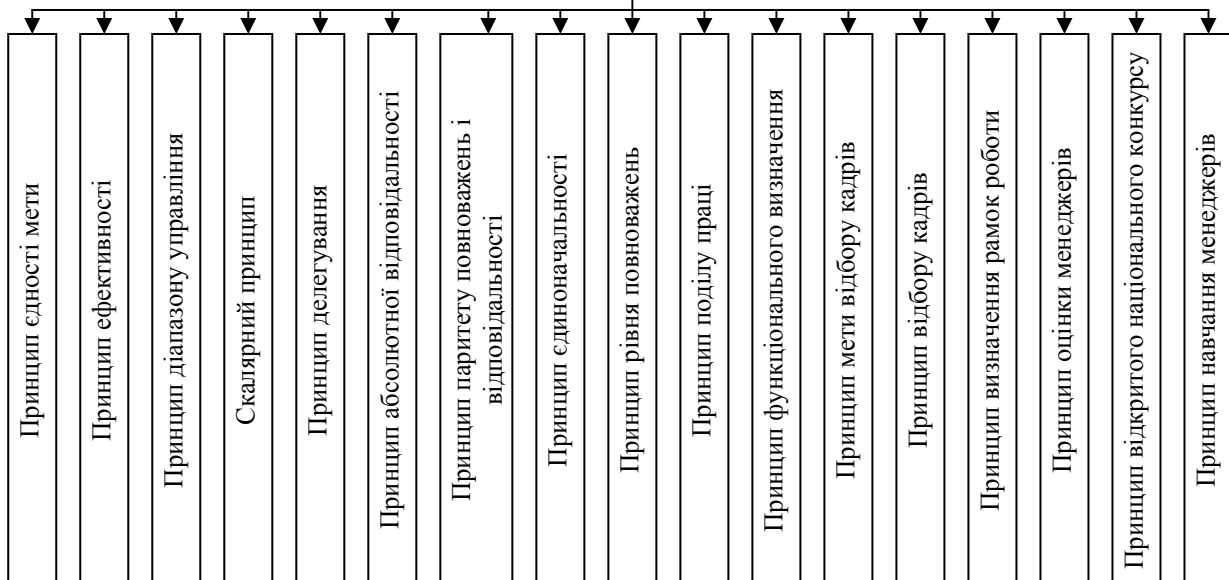 Принцип єдності мети
Принцип ефективності
Принцип діапазону управління
Скалярний принцип
Принцип делегування
Принцип абсолютної відповідальності
Принцип паритету повноважень і
відповідальності
Принцип єдиноначальності
Принцип рівня повноважень
Принцип поділу праці
Принцип функціонального визначення
Принцип мети відбору кадрів
Принцип відбору кадрів
Принцип визначення рамок роботи
Принцип оцінки менеджерів
Принцип відкритого національного конкурсу
Принцип навчання менеджерів